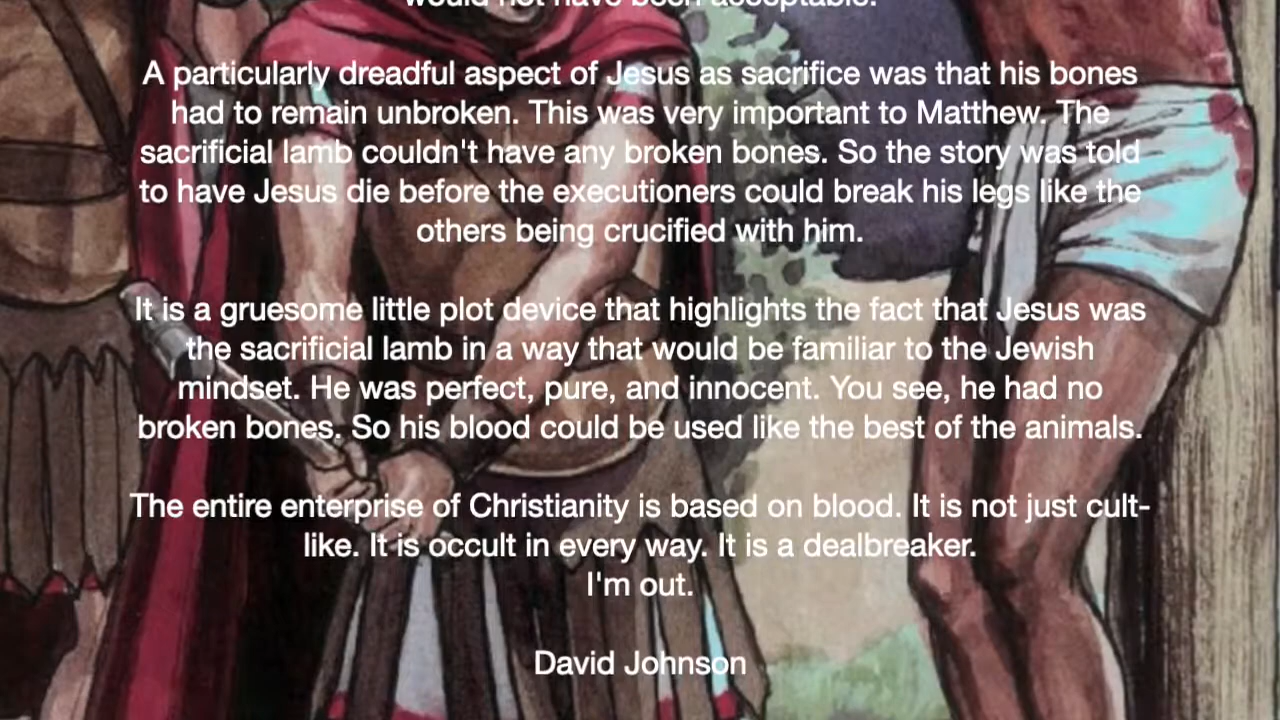 would not have been acceptable.
A particularly dreadful aspect of Jesus as sacrifice was that his bones
had to remain unbroken. This was very important to Matthew. The
sacrificial lamb couldn't have any broken bones. So the story was told
to have Jesus die before the executioners could break his legs like the
others being crucified with him.
It is a gruesome little plot device that highlights the fact that Jesus was
the sacrificial lamb in a way that would be familiar to the Jewish
mindset. He was perfect, pure, and innocent. You see, he had no
broken bones. So his blood could be used like the best of the animals.
The entire enterprise of Christianity is based on blood. It is not just cult-
like. It is occult in every way. It is a dealbreaker.
I'm out.
David Johnson